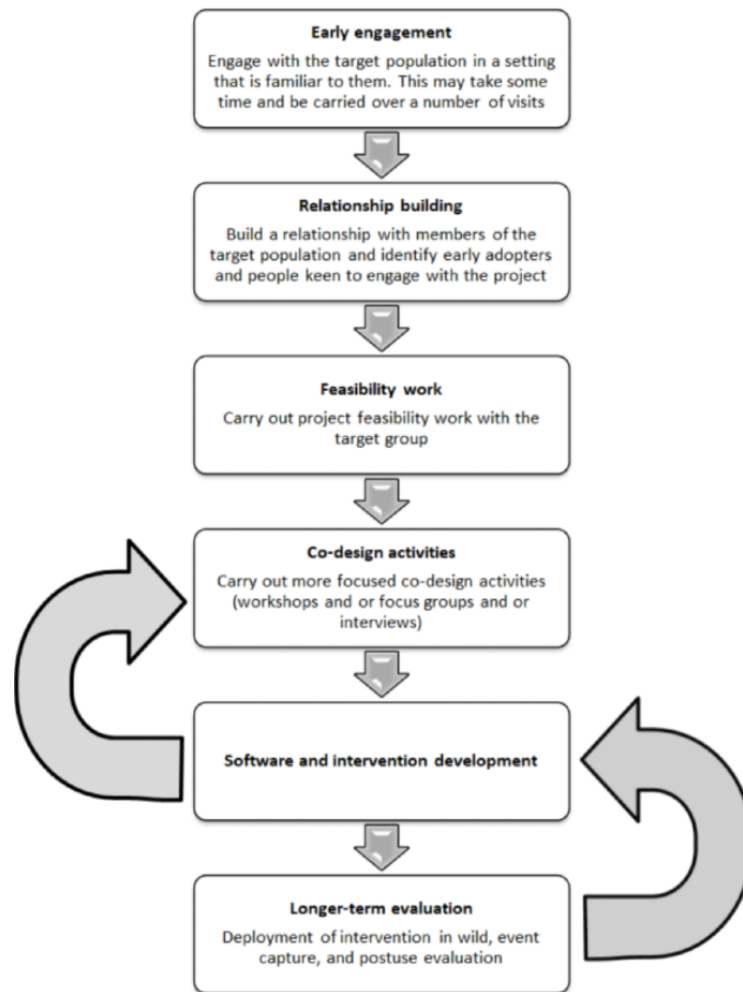 Early engagement
Engage with the target population in a setting
that is familiar to them. This may take some
time and be carried over a number of visits
Relationship building
Build a relationship with members of the
target population and identify early adopters
and people keen to engage with the project
Feasibility work
Carry out project feasibility work with the
target group
Co-design activities
Carry out more focused co-design activities
(workshops and or focus groups and or
interviews)
Software and intervention development
Longer-term evaluation
Deployment of intervention in wild, event
capture, and postuse evaluation